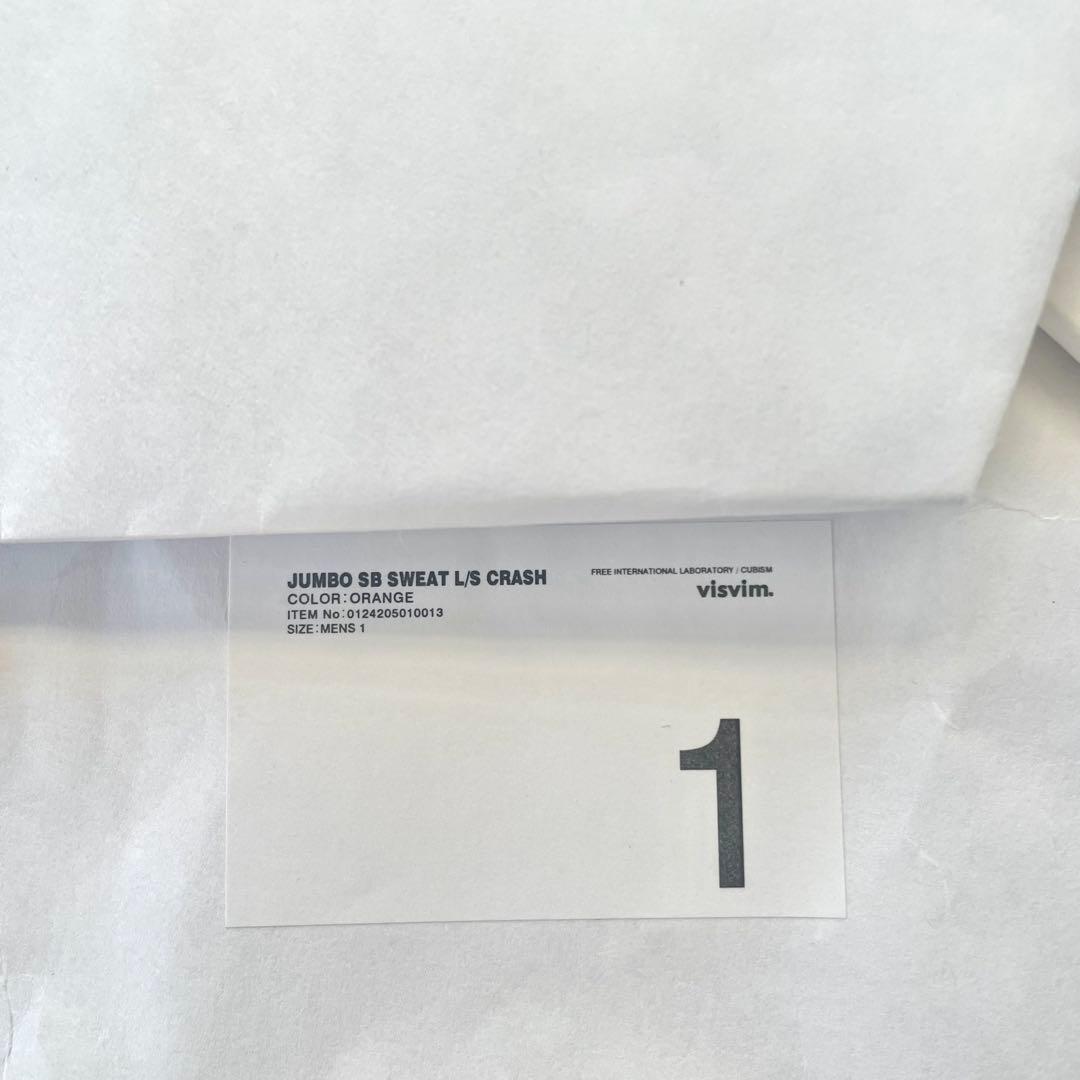 JUMBO SB SWEAT L/S CRASH
COLOR:ORANGE
ITEM No:0124205010013
SIZE:MENS 1
FREE INTERNATIONAL LABORATORY / CUBISM
visvim.
1